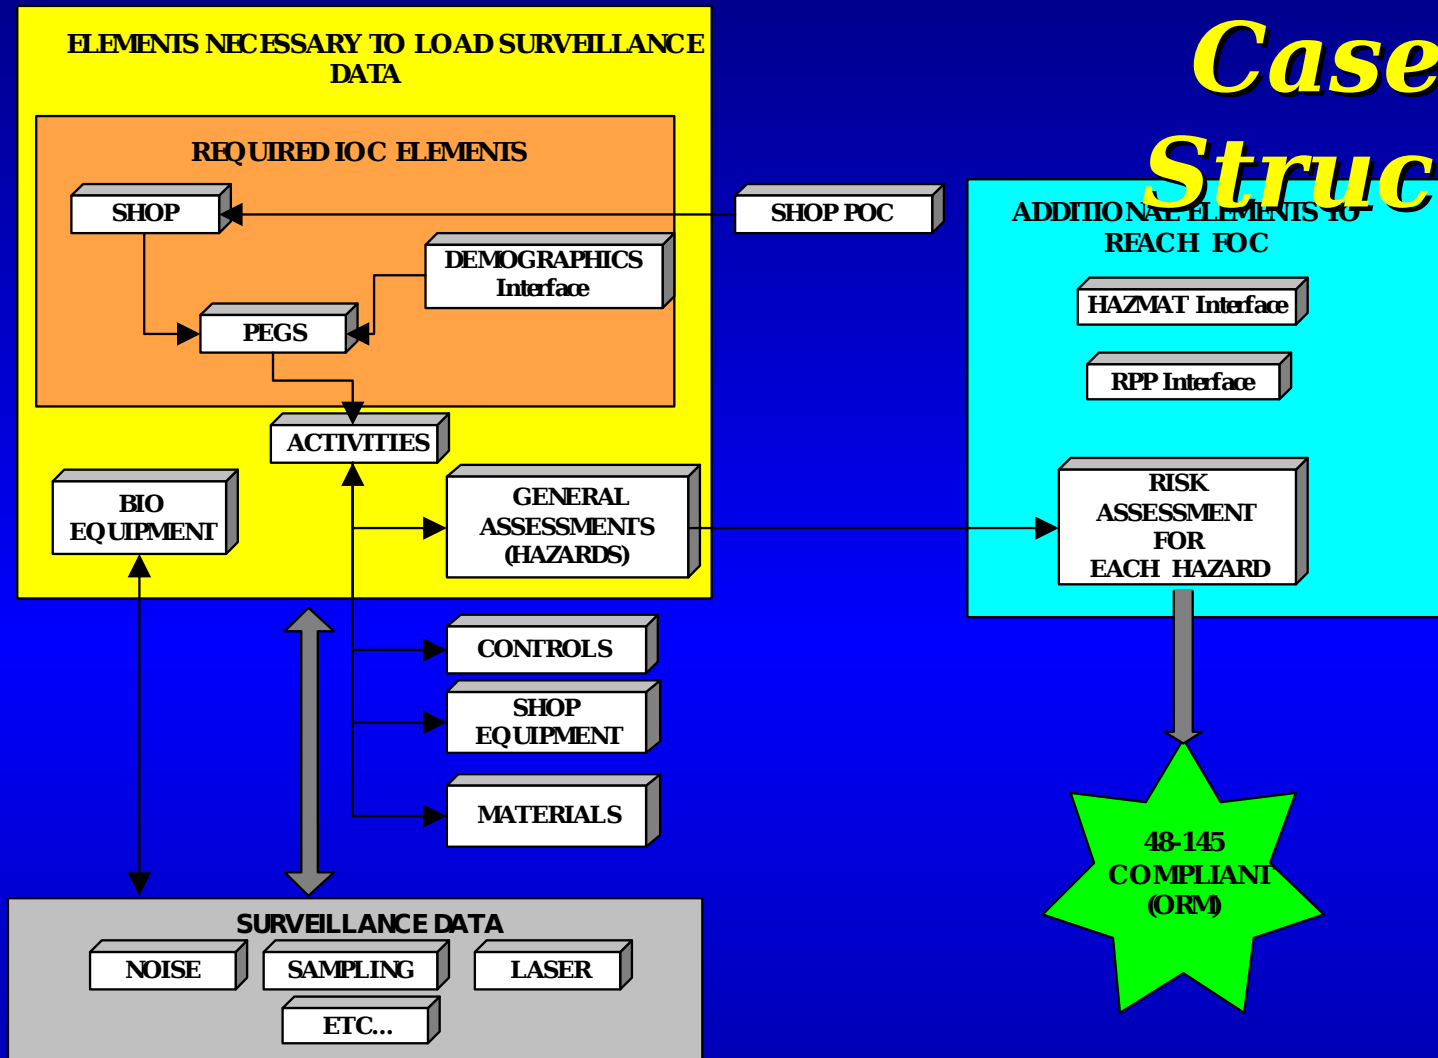 Case
Struc
ELEMENTS NECESSARY TO LOAD SURVEILLANCE
DATA
REQUIRED IOC ELEMENTS
SHOP
SHOP POC
DEMOGRAPHICS
Interface
PEGS
ACTIVITIES
BIO
EQUIPMENT
GENERAL
ASSESSMENTS
(HAZARDS)
CONTROLS
SHOP
EQUIPMENT
MATERIALS
ADDITIONAL ELEMENTS TO
REACH FOC
HAZMAT Interface
RPP Interface
RISK
ASSESSMENT
FOR
EACH HAZARD
48-145
COMPLIANT
(ORM)
SURVEILLANCE DATA
NOISE
SAMPLING
LASER
ETC...